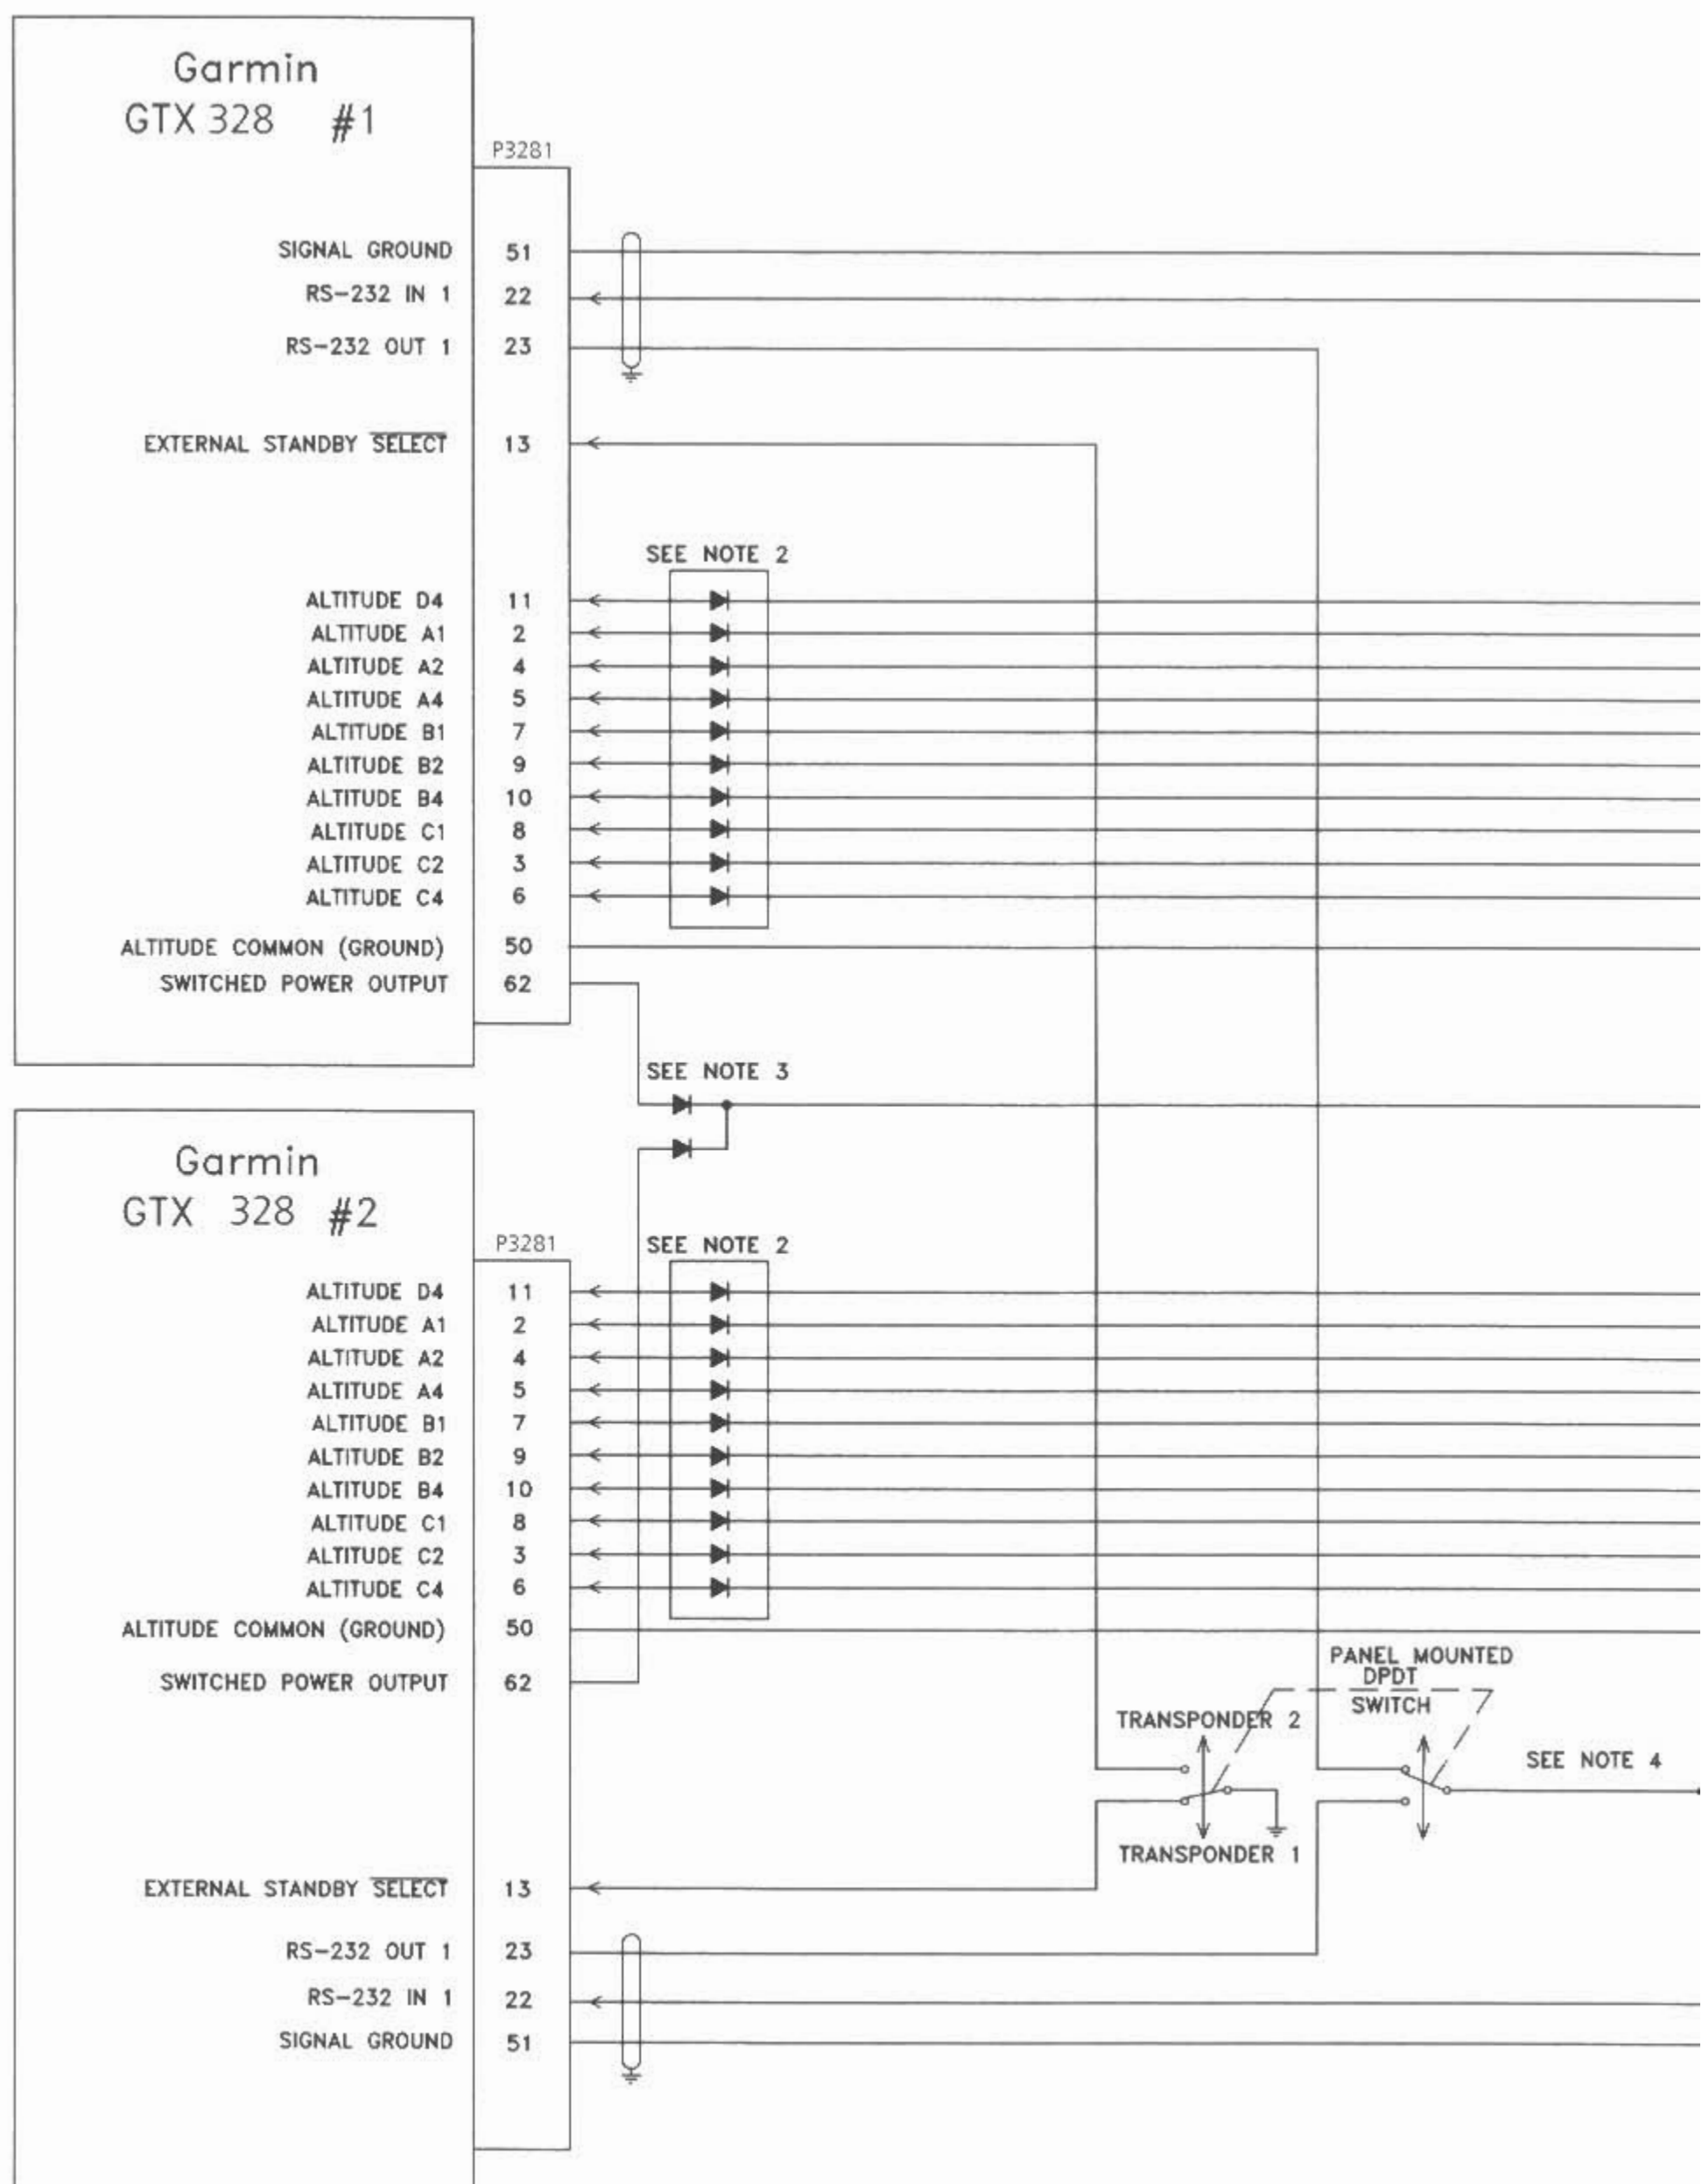 Garmin
GTX 328 #1
P3281
SIGNAL GROUND 51
RS-232 IN 1 22
RS-232 OUT 1 23
EXTERNAL STANDBY SELECT 13
SEE NOTE 2
ALTITUDE D4 11
ALTITUDE A1 2
ALTITUDE A2 4
ALTITUDE A4 5
ALTITUDE B1 7
ALTITUDE B2 9
ALTITUDE B4 10
ALTITUDE C1 8
ALTITUDE C2 3
ALTITUDE C4 6
ALTITUDE COMMON (GROUND) 50
SWITCHED POWER OUTPUT 62
SEE NOTE 3
Garmin
GTX 328 #2
P3281
SEE NOTE 2
ALTITUDE D4 11
ALTITUDE A1 2
ALTITUDE A2 4
ALTITUDE A4 5
ALTITUDE B1 7
ALTITUDE B2 9
ALTITUDE B4 10
ALTITUDE C1 8
ALTITUDE C2 3
ALTITUDE C4 6
ALTITUDE COMMON (GROUND) 50
SWITCHED POWER OUTPUT 62
PANEL MOUNTED
DPDT
SWITCH
TRANSPONDER 2
SEE NOTE 4
TRANSPONDER 1
EXTERNAL STANDBY SELECT 13
RS-232 OUT 1 23
RS-232 IN 1 22
SIGNAL GROUND 51